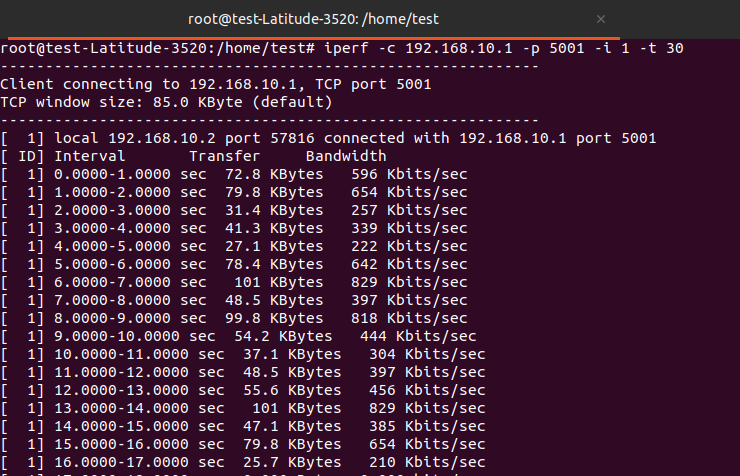 root@test-Latitude-3520: /home/test
root@test-Latitude-3520:/home/test# iperf -c 192.168.10.1 -p 5001 -i 1 -t 30
------------------------------------------------------------
Client connecting to 192.168.10.1, TCP port 5001
TCP window size: 85.0 KByte (default)
------------------------------------------------------------
[  1] local 192.168.10.2 port 57816 connected with 192.168.10.1 port 5001
[ ID] Interval       Transfer     Bandwidth
[  1] 0.0000-1.0000 sec  72.8 KBytes   596 Kbits/sec
[  1] 1.0000-2.0000 sec  79.8 KBytes   654 Kbits/sec
[  1] 2.0000-3.0000 sec  31.4 KBytes   257 Kbits/sec
[  1] 3.0000-4.0000 sec  41.3 KBytes   339 Kbits/sec
[  1] 4.0000-5.0000 sec  27.1 KBytes   222 Kbits/sec
[  1] 5.0000-6.0000 sec  78.4 KBytes   642 Kbits/sec
[  1] 6.0000-7.0000 sec   101 KBytes   829 Kbits/sec
[  1] 7.0000-8.0000 sec  48.5 KBytes   397 Kbits/sec
[  1] 8.0000-9.0000 sec  99.8 KBytes   818 Kbits/sec
[  1] 9.0000-10.0000 sec  54.2 KBytes   444 Kbits/sec
[  1] 10.0000-11.0000 sec  37.1 KBytes   304 Kbits/sec
[  1] 11.0000-12.0000 sec  48.5 KBytes   397 Kbits/sec
[  1] 12.0000-13.0000 sec  55.6 KBytes   456 Kbits/sec
[  1] 13.0000-14.0000 sec   101 KBytes   829 Kbits/sec
[  1] 14.0000-15.0000 sec  47.1 KBytes   385 Kbits/sec
[  1] 15.0000-16.0000 sec  79.8 KBytes   654 Kbits/sec
[  1] 16.0000-17.0000 sec  25.7 KBytes   210 Kbits/sec